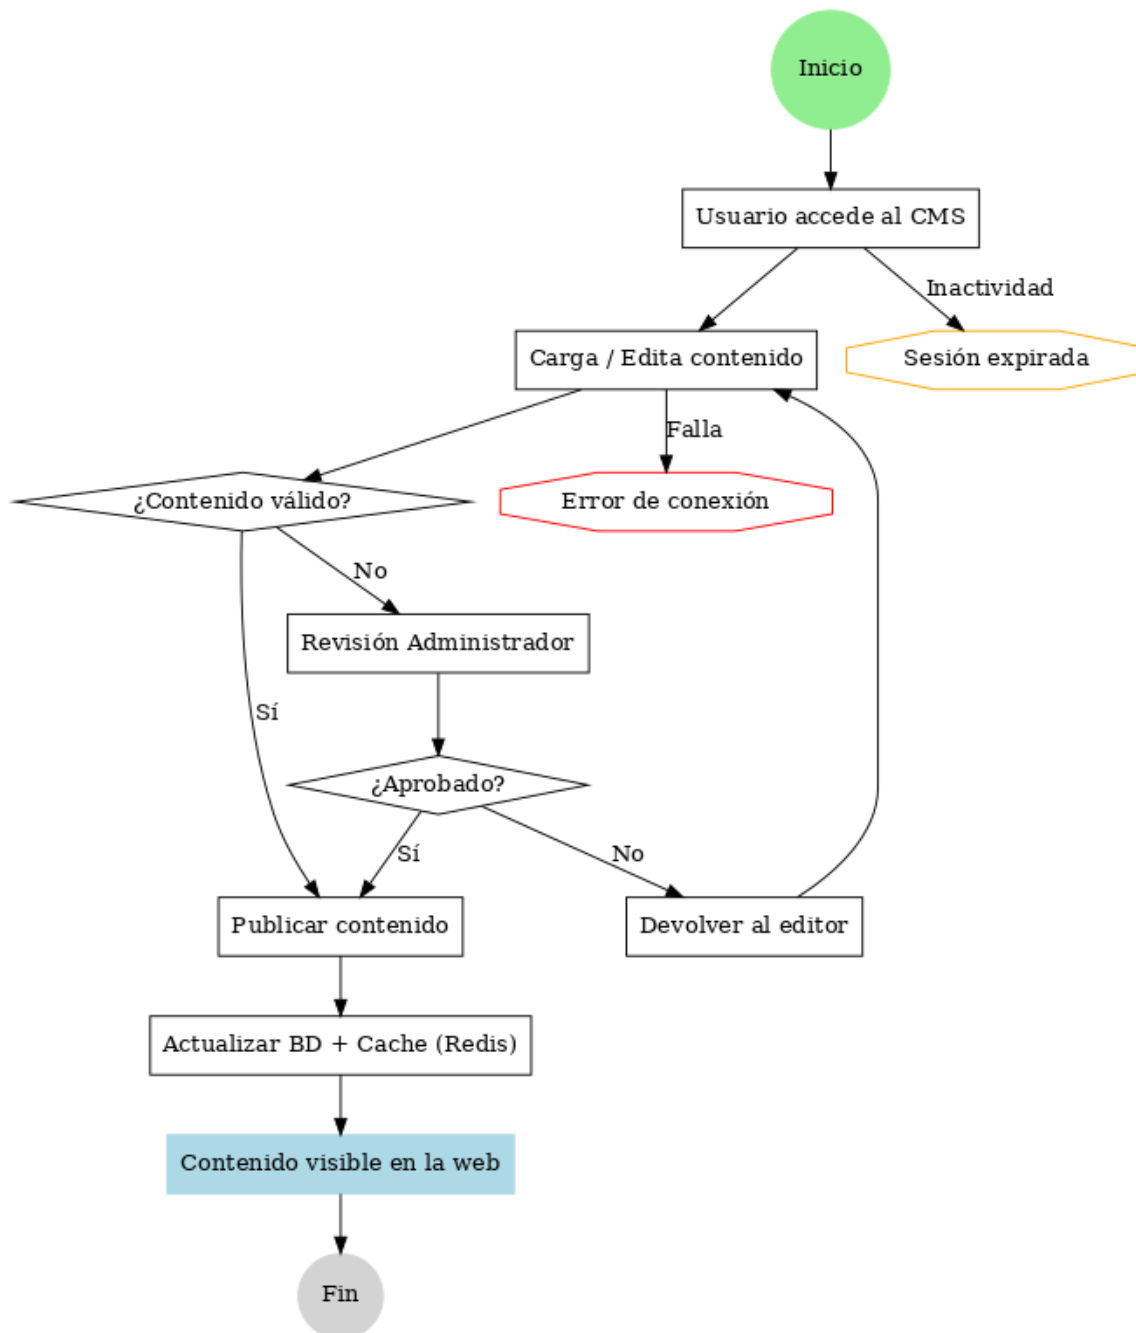 Inicio
Usuario accede al CMS
Inactividad
Carga / Edita contenido
Sesión expirada
Falla
¿Contenido válido?
Error de conexión
No
Revisión Administrador
Sí
¿Aprobado?
Sí
No
Publicar contenido
Devolver al editor
Actualizar BD + Cache (Redis)
Contenido visible en la web
Fin